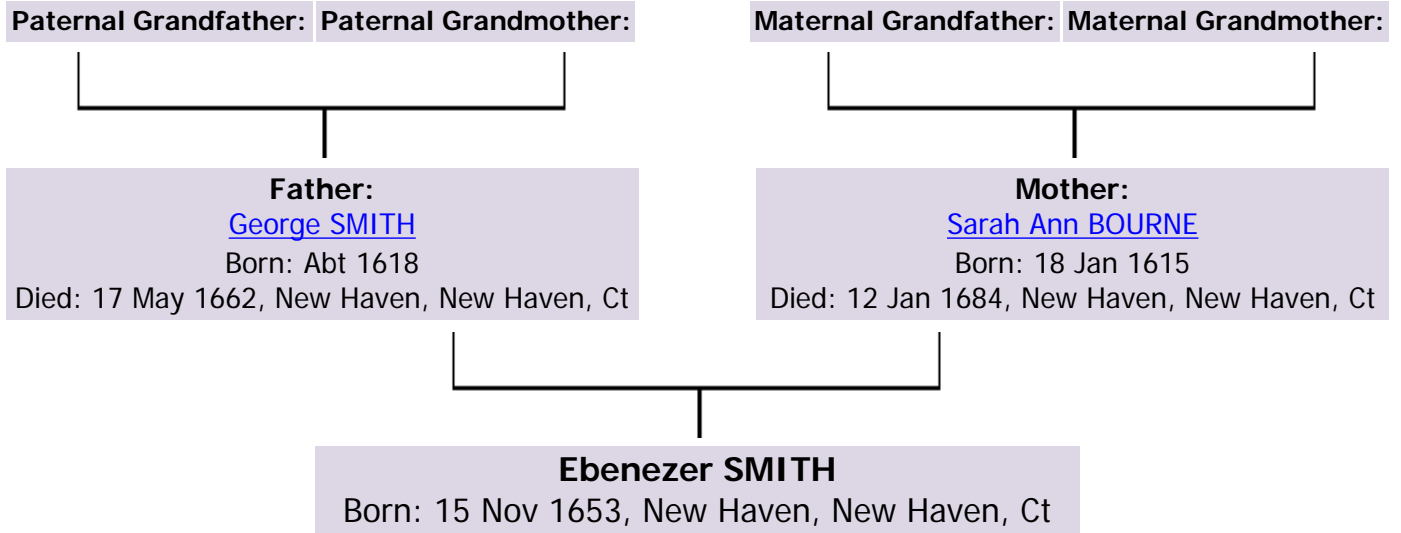 Paternal Grandfather: Paternal Grandmother: Maternal Grandfather: Maternal Grandmother:
Father:
George SMITH
Born: Abt 1618
Died: 17 May 1662, New Haven, New Haven, Ct
Mother:
Sarah Ann BOURNE
Born: 18 Jan 1615
Died: 12 Jan 1684, New Haven, New Haven, Ct
Ebenezer SMITH
Born: 15 Nov 1653, New Haven, New Haven, Ct